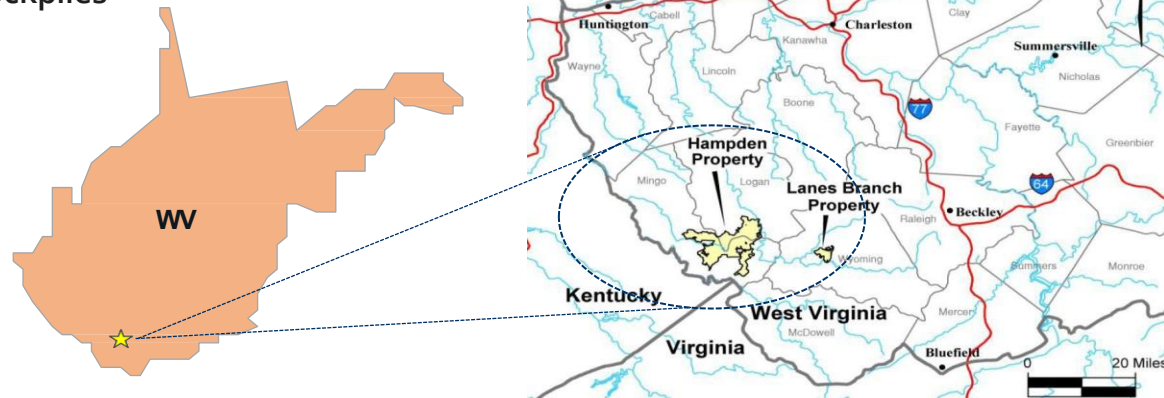 WV
Huntington
Cabell
Charleston
Clay
Kanawha
Summersville
Wayne
Nicholas
Lincoln
Boone
77
Fayette
Greenbier
Hampden
Property
Mingo
Logan
64
Lanes Branch
Property
Raleigh
Beckley
Wyoming
Summers
Monroe
Kentucky
West Virginia
Mercer
McDowell
Virginia
Bluefield
0
20 Miles